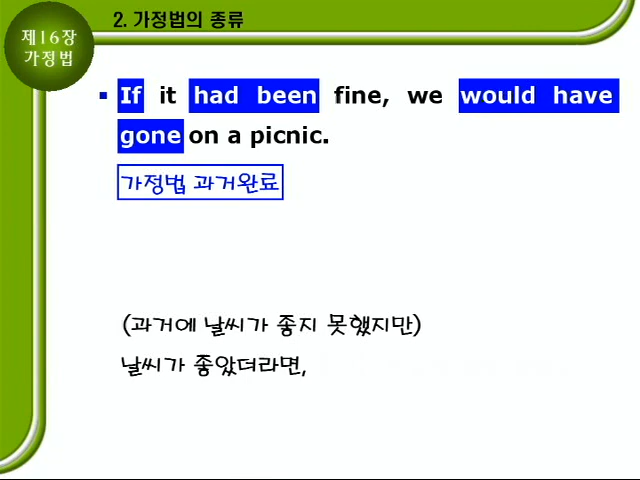 제16장
가정법
2. 가정법의 종류
▪ If it had been fine, we would have
gone on a picnic.
가정법 과거완료
(과거에 날씨가 좋지 못했지만)
날씨가 좋았더라면,